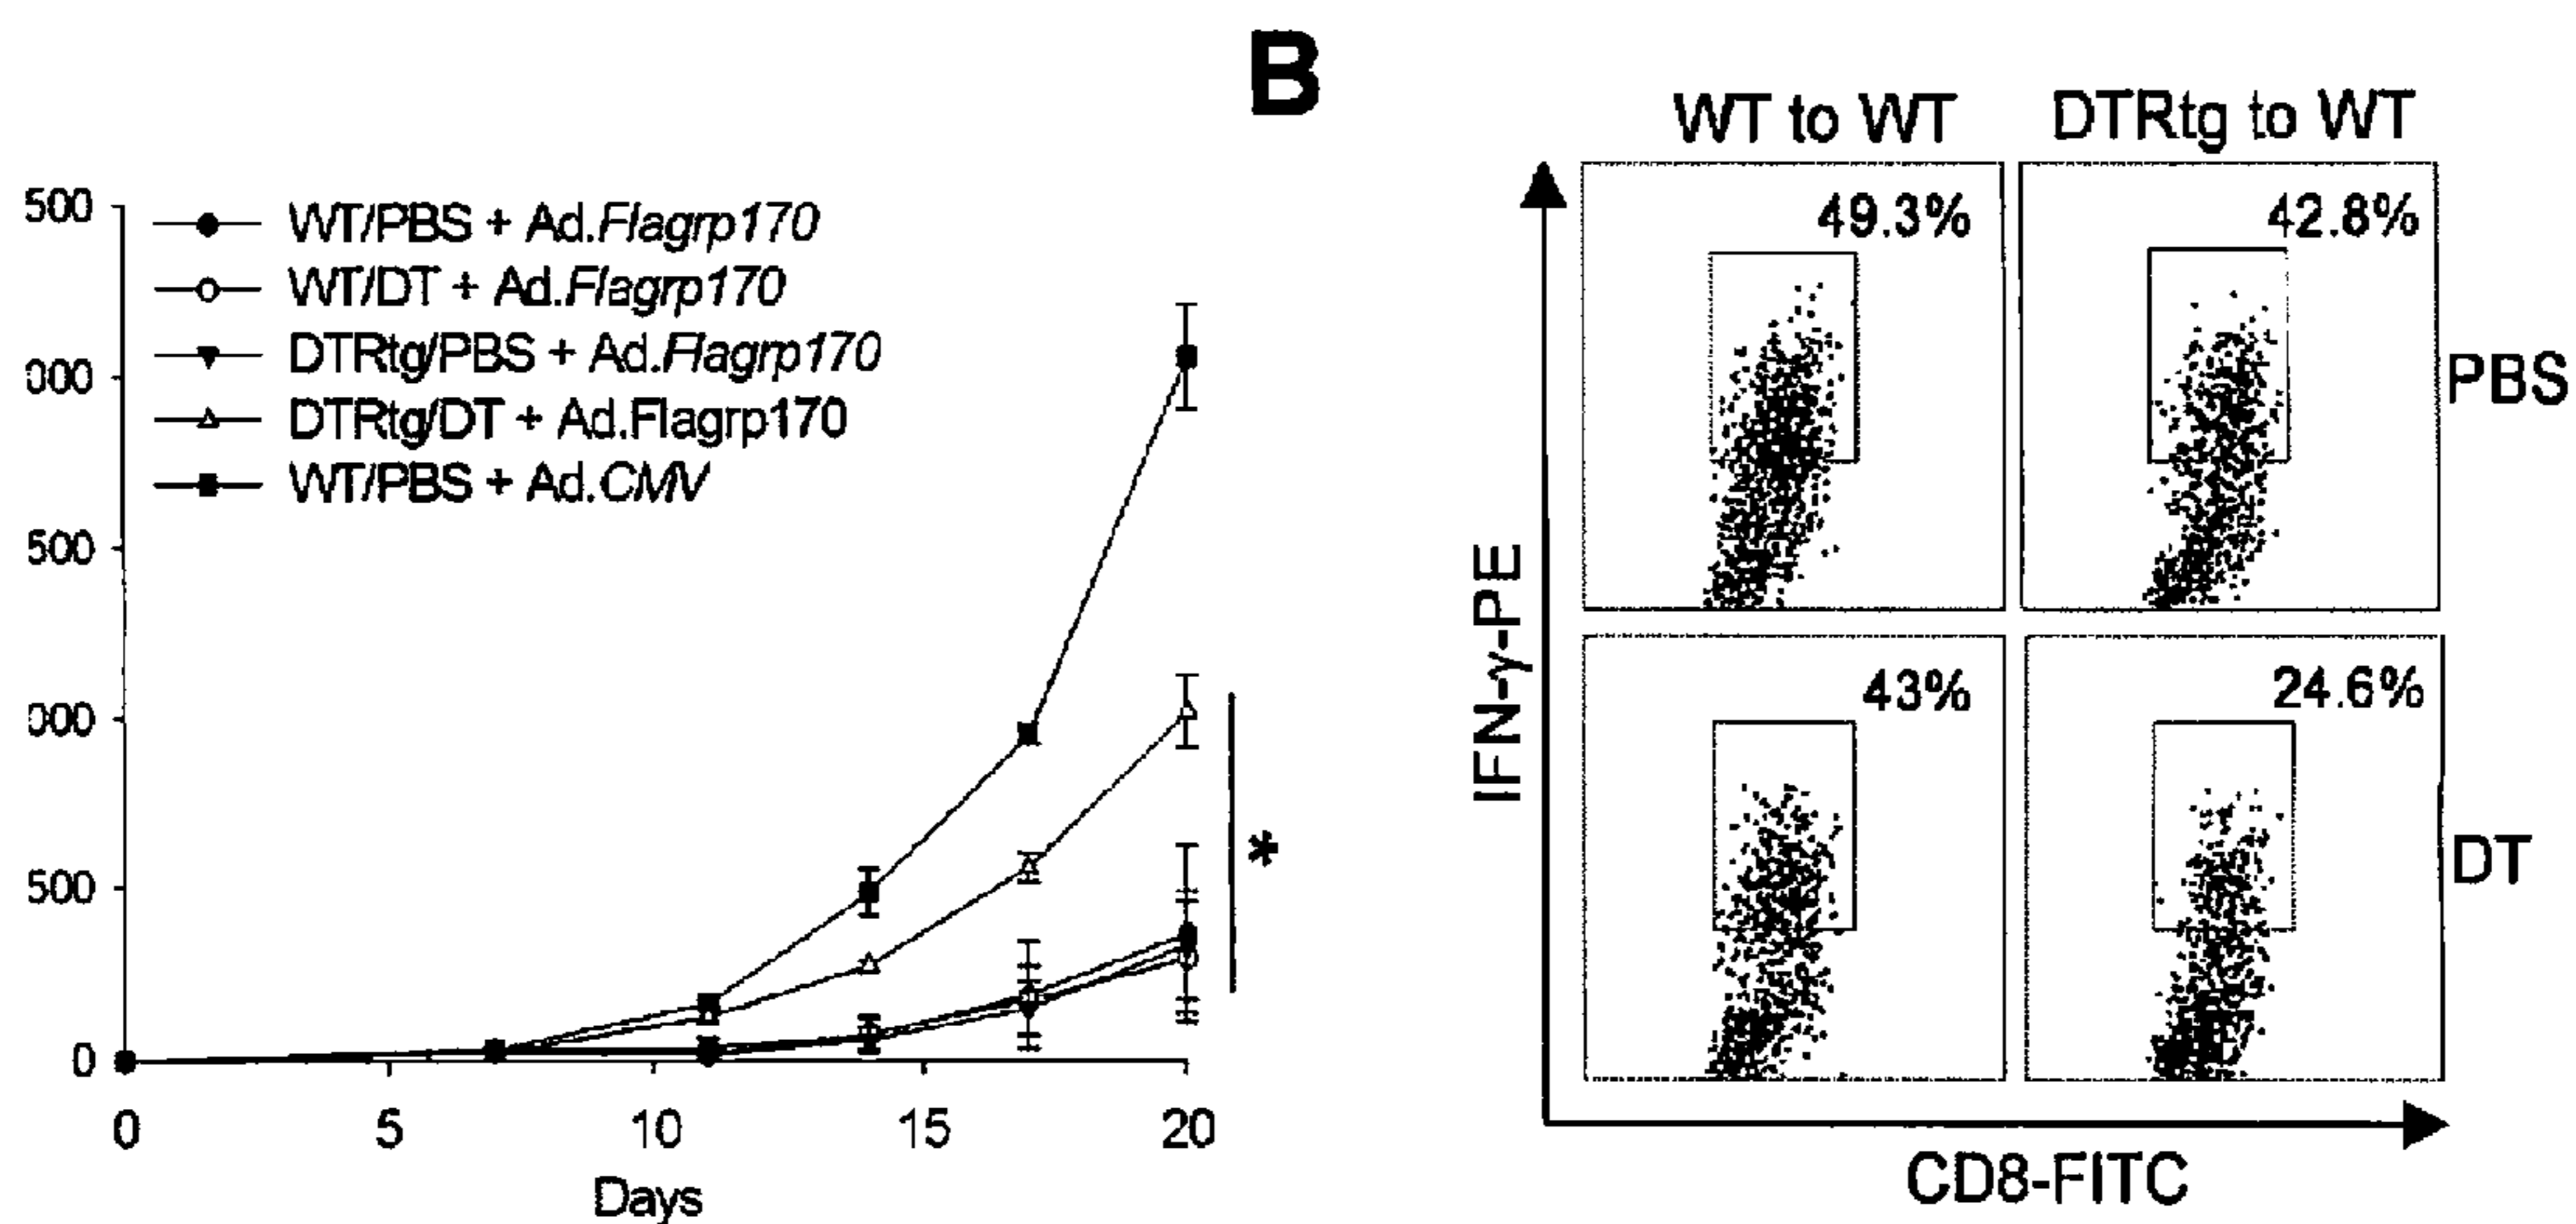 500
WT/PBS + Ad.Flagrp170
WT/DT + Ad.Flagrp170
DTRtg/PBS + Ad.Flagrp170
DTRtg/DT + Ad.Flagrp170
WT/PBS + Ad.CMV
000
500
000
500
0
*
0 5 10 15 20
Days
B
WT to WT DTRtg to WT
49.3% 42.8%
PBS
IFN-γ-PE
43% 24.6%
DT
CD8-FITC